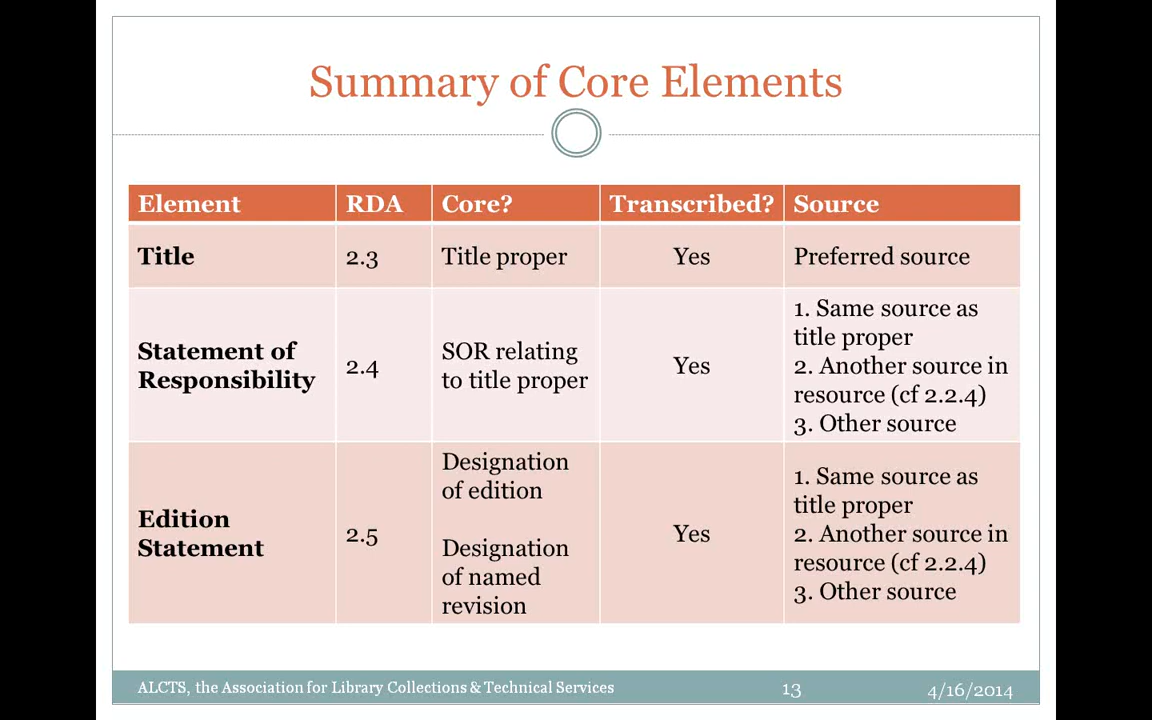 Summary of Core Elements
Element RDA Core? Transcribed? Source
Title 2.3 Title proper Yes Preferred source
Statement of
Responsibility
2.4
SOR relating
to title proper
Yes
1. Same source as
title proper
2. Another source in
resource (cf 2.2.4)
3. Other source
Edition
Statement
2.5
Designation
of edition
Designation
of named
revision
Yes
1. Same source as
title proper
2. Another source in
resource (cf 2.2.4)
3. Other source
ALCTS, the Association for Library Collections & Technical Services 13 4/16/2014